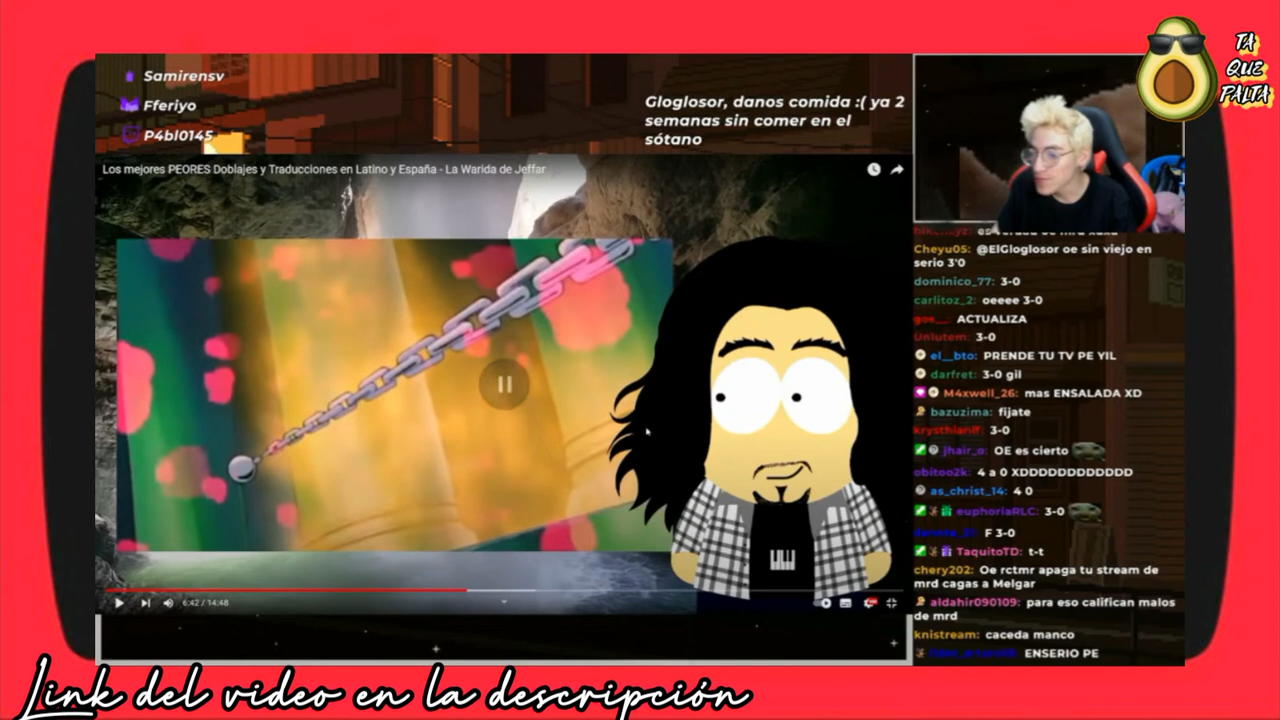 TA
QUE
PALTA
Samirensv
Fferiyo
P4bl0145
Gloglosor, danos comida :( ya 2
semanas sin comer en el
sótano
Los mejores PEORES Doblajes y Traducciones en Latino y España - La Warida de Jeffar
Cheyu05: @ElGloglosor oe sin viejo en
serio 3'0
dominico_77: 3-0
carlitoz_2: oeeee 3-0
gos__: ACTUALIZA
Unlutem: 3-0
el__bto: PRENDE TU TV PE YIL
darfret: 3-0 gil
M4xwell_26: mas ENSALADA XD
bazuzima: fijate
krysthianlf: 3-0
jhair_o: OE es cierto
obitoo2k: 4 a 0 XDDDDDDDDDDDD
as_christ_14: 4 0
euphoriaRLC: 3-0
F 3-0
TaquitoTD: t-t
chery202: Oe rctmr apaga tu stream de
mrd cagas a Melgar
aldahir090109: para eso califican malos
de mrd
knistream: caceda manco
ENSERIO PE
6:42 / 14:48
Link del video en la descripción